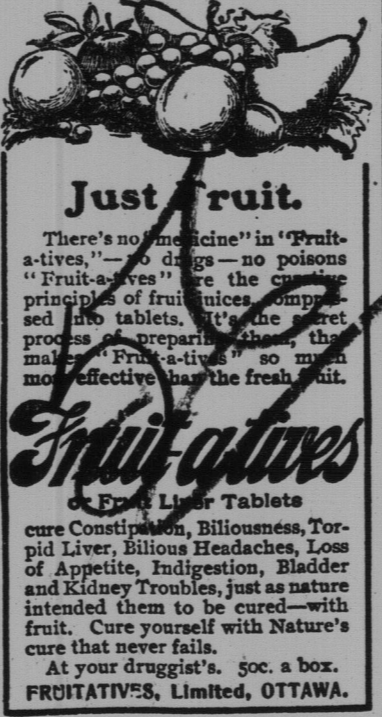 Just Fruit.
There's no "medicine" in "Fruit-
a-tives,"—no drugs—no poisons
"Fruit-a-tives" are the curative
principles of fruit juices, compres-
sed into tablets. It's the secret
process of preparing them, that
makes "Fruit-a-tives" so much
more effective than the fresh fruit.
Fruit-a-tives
or Fruit Liver Tablets
cure Constipation, Biliousness, Tor-
pid Liver, Bilious Headaches, Loss
of Appetite, Indigestion, Bladder
and Kidney Troubles, just as nature
intended them to be cured—with
fruit. Cure yourself with Nature's
cure that never fails.
At your druggist's. 50c. a box.
FRUITATIVES, Limited, OTTAWA.